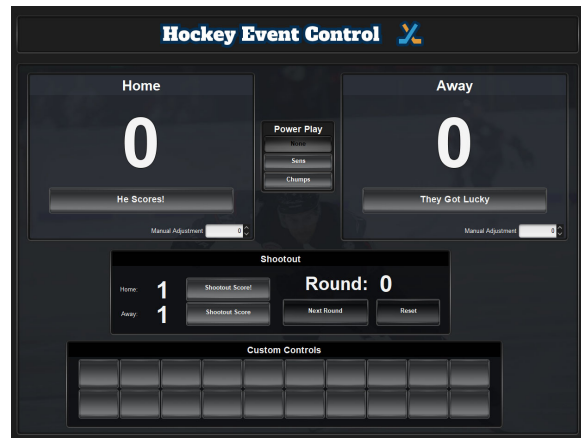 Hockey Event Control
Home
0
He Scores!
Manual Adjustment 0
Power Play
None
Sens
Chumps
Away
0
They Got Lucky
Manual Adjustment 0
Shootout
Home: 1 Shootout Score!
Away: 1 Shootout Score
Round: 0
Next Round Reset
Custom Controls